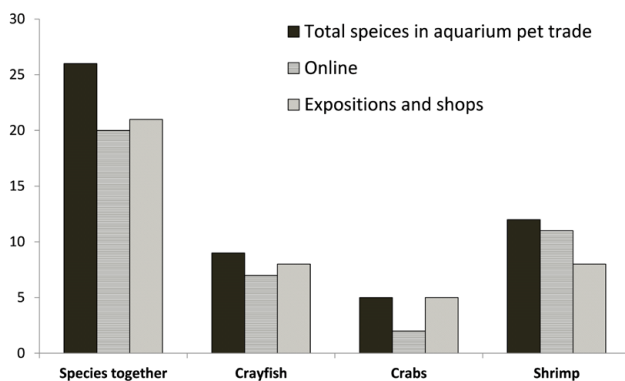 30
Total speices in aquarium pet trade
25
Online
Expositions and shops
20
15
10
5
0
Species together Crayfish Crabs Shrimp